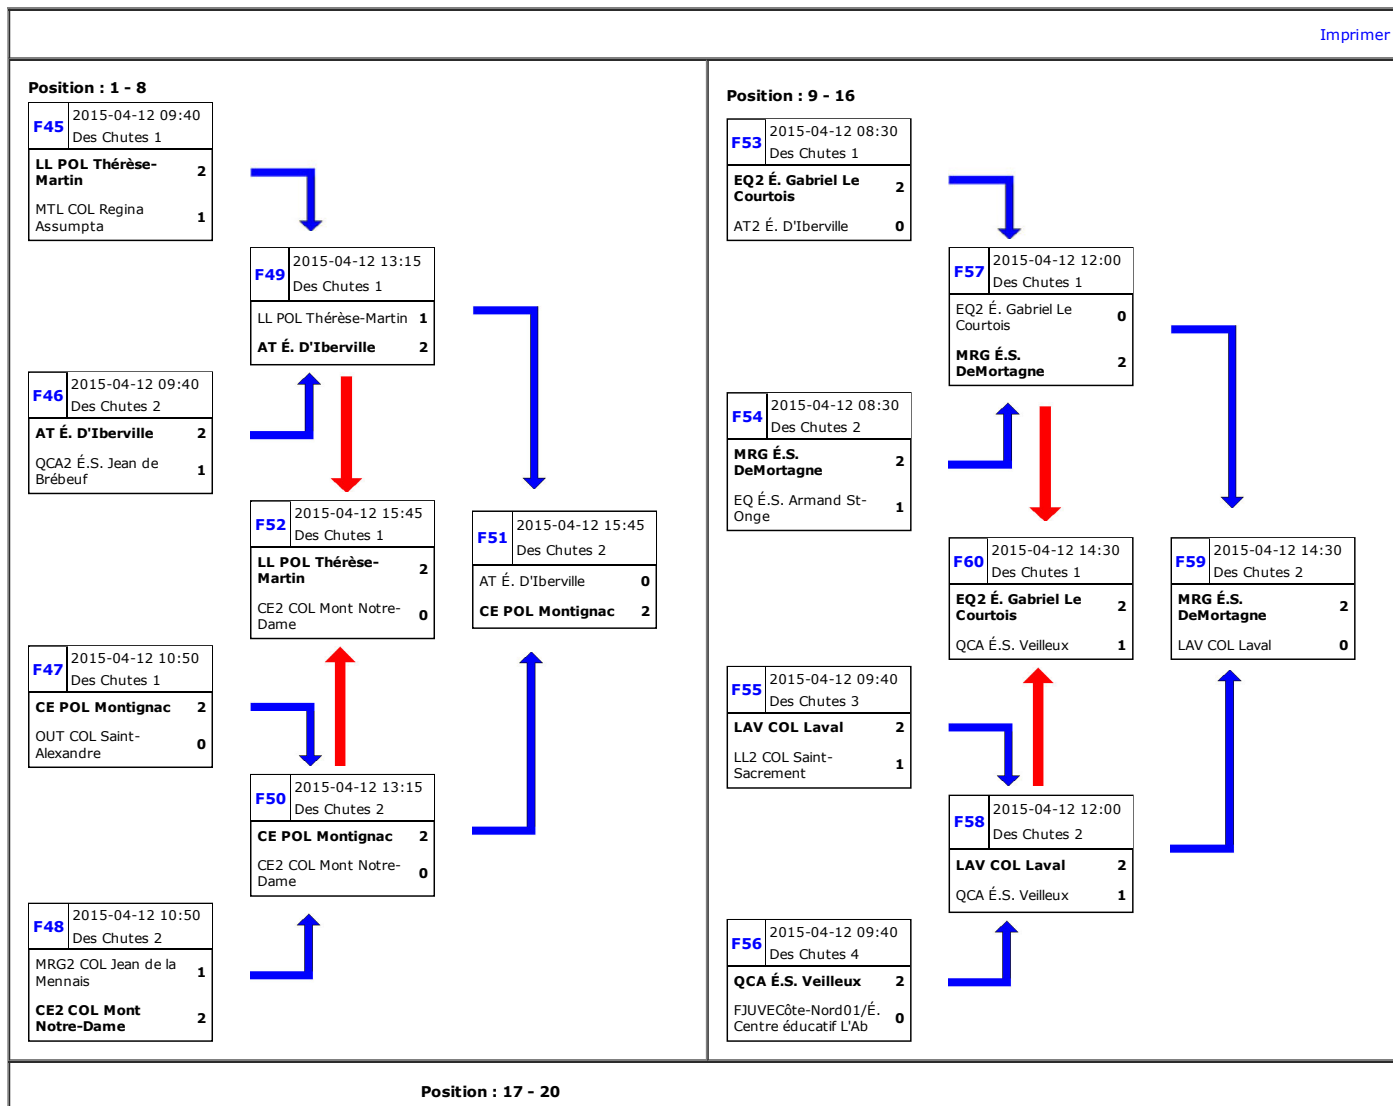 Imprimer
Position : 1 - 8
F45
2015-04-12 09:40
Des Chutes 1
LL POL Thérèse-
Martin 2
MTL COL Regina
Assumpta 1
F49
2015-04-12 13:15
Des Chutes 1
LL POL Thérèse-Martin 1
AT É. D'Iberville 2
F46
2015-04-12 09:40
Des Chutes 2
AT É. D'Iberville 2
QCA2 É.S. Jean de
Brébeuf 1
F52
2015-04-12 15:45
Des Chutes 1
LL POL Thérèse-
Martin 2
CE2 COL Mont Notre-
Dame 0
F51
2015-04-12 15:45
Des Chutes 2
AT É. D'Iberville 0
CE POL Montignac 2
F47
2015-04-12 10:50
Des Chutes 1
CE POL Montignac 2
OUT COL Saint-
Alexandre 0
F50
2015-04-12 13:15
Des Chutes 2
CE POL Montignac 2
CE2 COL Mont Notre-
Dame 0
F48
2015-04-12 10:50
Des Chutes 2
MRG2 COL Jean de la
Mennais 1
CE2 COL Mont
Notre-Dame 2
Position : 9 - 16
F53
2015-04-12 08:30
Des Chutes 1
EQ2 É. Gabriel Le
Courtois 2
AT2 É. D'Iberville 0
F57
2015-04-12 12:00
Des Chutes 1
EQ2 É. Gabriel Le
Courtois 0
MRG É.S.
DeMortagne 2
F54
2015-04-12 08:30
Des Chutes 2
MRG É.S.
DeMortagne 2
EQ É.S. Armand St-
Onge 1
F60
2015-04-12 14:30
Des Chutes 1
EQ2 É. Gabriel Le
Courtois 2
QCA É.S. Veilleux 1
F59
2015-04-12 14:30
Des Chutes 2
MRG É.S.
DeMortagne 2
LAV COL Laval 0
F55
2015-04-12 09:40
Des Chutes 3
LAV COL Laval 2
LL2 COL Saint-
Sacrement 1
F58
2015-04-12 12:00
Des Chutes 2
LAV COL Laval 2
QCA É.S. Veilleux 1
F56
2015-04-12 09:40
Des Chutes 4
QCA É.S. Veilleux 2
FJUVECôte-Nord01/É.
Centre éducatif L'Ab 0
Position : 17 - 20